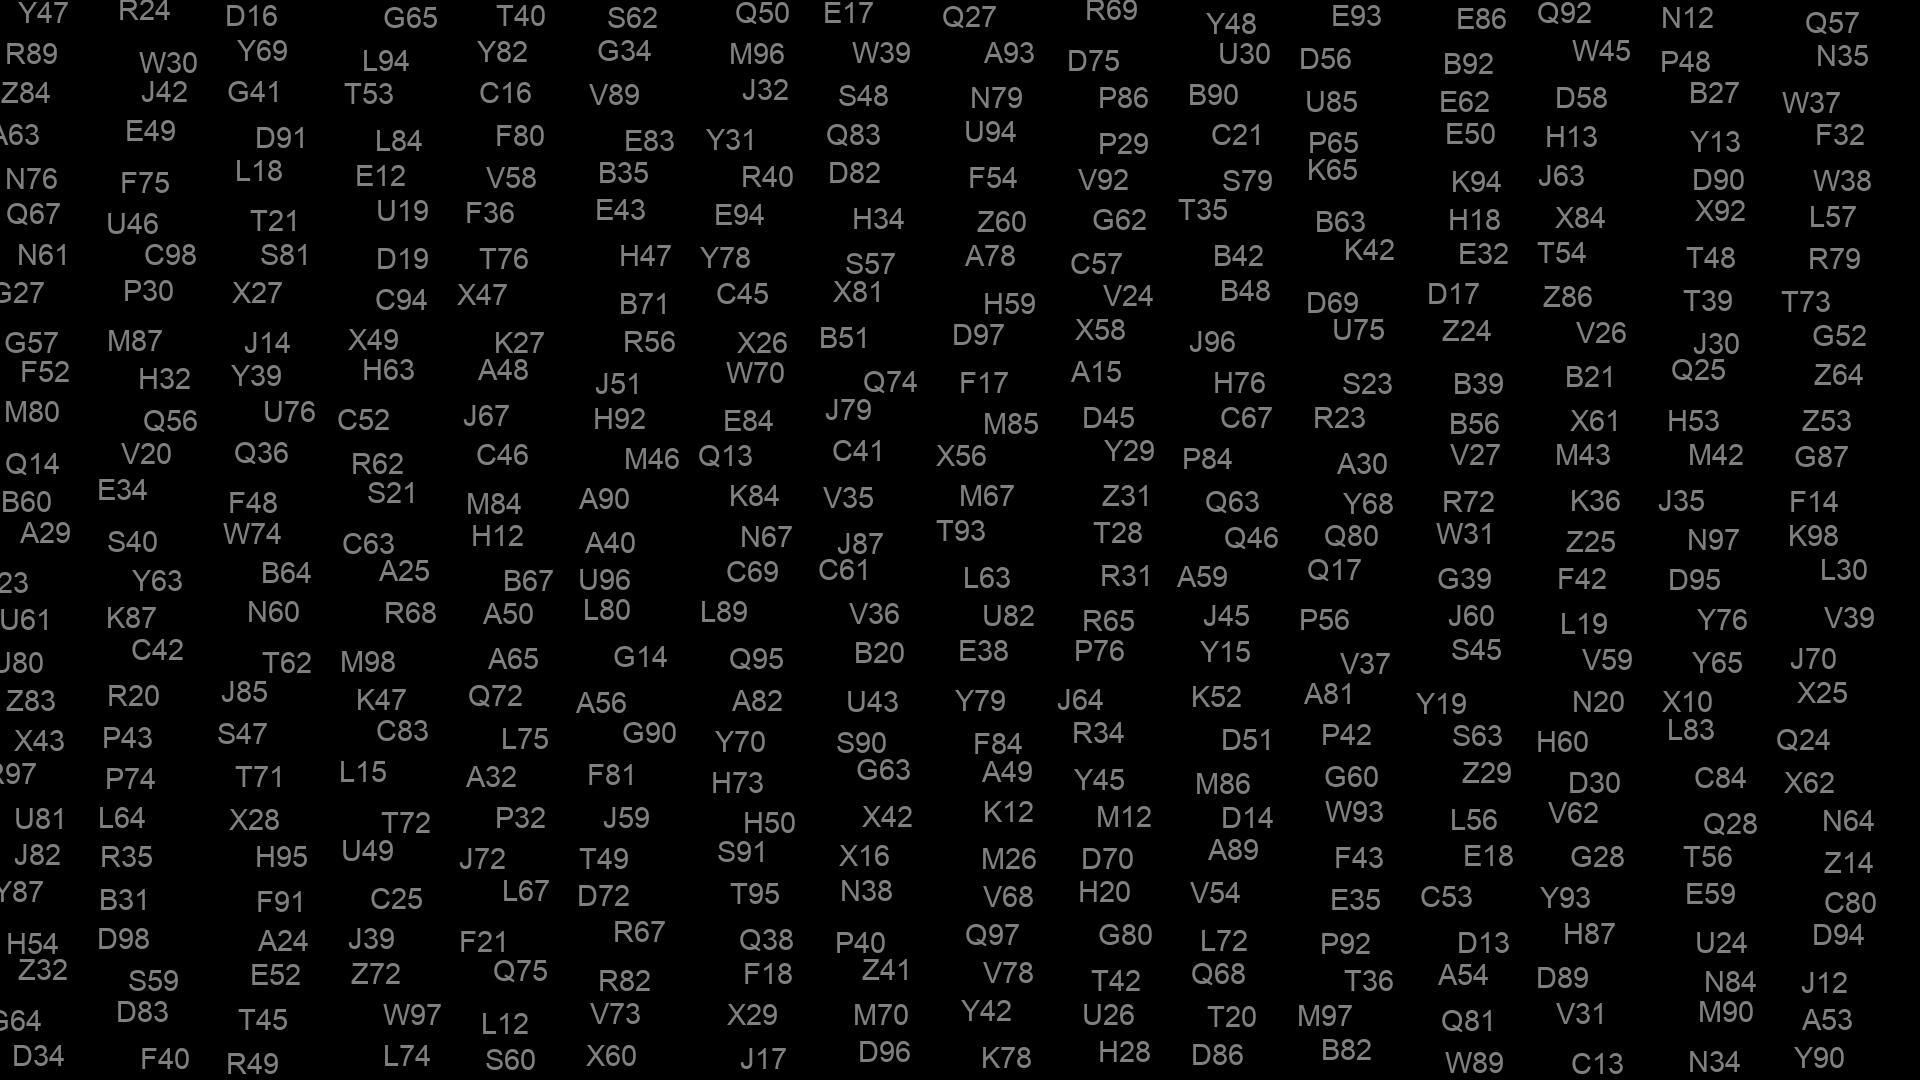 Y47 R24 D16 G65 T40 S62 Q50 E17 Q27 R69 Y48 E93 E86 Q92 N12 Q57
R89 W30 Y69 L94 Y82 G34 M96 W39 A93 D75 U30 D56 B92 W45 P48 N35
Z84 J42 G41 T53 C16 V89 J32 S48 N79 P86 B90 U85 E62 D58 B27 W37
A63 E49 D91 L84 F80 E83 Y31 Q83 U94 P29 C21 P65 E50 H13 Y13 F32
N76 F75 L18 E12 V58 B35 R40 D82 F54 V92 S79 K65 K94 J63 D90 W38
Q67 U46 T21 U19 F36 E43 E94 H34 Z60 G62 T35 B63 H18 X84 X92 L57
N61 C98 S81 D19 T76 H47 Y78 S57 A78 C57 B42 K42 E32 T54 T48 R79
G27 P30 X27 C94 X47 B71 C45 X81 H59 V24 B48 D69 D17 Z86 T39 T73
G57 M87 J14 X49 K27 R56 X26 B51 D97 X58 J96 U75 Z24 V26 J30 G52
F52 H32 Y39 H63 A48 J51 W70 Q74 F17 A15 H76 S23 B39 B21 Q25 Z64
M80 Q56 U76 C52 J67 H92 E84 J79 M85 D45 C67 R23 B56 X61 H53 Z53
Q14 V20 Q36 R62 C46 M46 Q13 C41 X56 Y29 P84 A30 V27 M43 M42 G87
B60 E34 F48 S21 M84 A90 K84 V35 M67 Z31 Q63 Y68 R72 K36 J35 F14
A29 S40 W74 C63 H12 A40 N67 J87 T93 T28 Q46 Q80 W31 Z25 N97 K98
23 Y63 B64 A25 B67 U96 C69 C61 L63 R31 A59 Q17 G39 F42 D95 L30
U61 K87 N60 R68 A50 L80 L89 V36 U82 R65 J45 P56 J60 L19 Y76 V39
J80 C42 T62 M98 A65 G14 Q95 B20 E38 P76 Y15 V37 S45 V59 Y65 J70
Z83 R20 J85 K47 Q72 A56 A82 U43 Y79 J64 K52 A81 Y19 N20 X10 X25
X43 P43 S47 C83 L75 G90 Y70 S90 F84 R34 D51 P42 S63 H60 L83 Q24
R97 P74 T71 L15 A32 F81 H73 G63 A49 Y45 M86 G60 Z29 D30 C84 X62
U81 L64 X28 T72 P32 J59 H50 X42 K12 M12 D14 W93 L56 V62 Q28 N64
J82 R35 H95 U49 J72 T49 S91 X16 M26 D70 A89 F43 E18 G28 T56 Z14
Y87 B31 F91 C25 L67 D72 T95 N38 V68 H20 V54 E35 C53 Y93 E59 C80
H54 D98 A24 J39 F21 R67 Q38 P40 Q97 G80 L72 P92 D13 H87 U24 D94
Z32 S59 E52 Z72 Q75 R82 F18 Z41 V78 T42 Q68 T36 A54 D89 N84 J12
G64 D83 T45 W97 L12 V73 X29 M70 Y42 U26 T20 M97 Q81 V31 M90 A53
D34 F40 R49 L74 S60 X60 J17 D96 K78 H28 D86 B82 W89 C13 N34 Y90